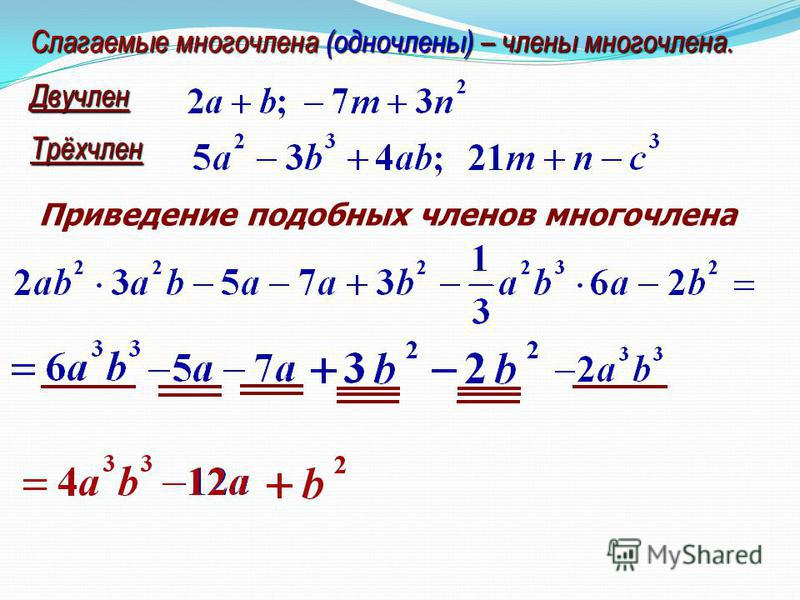 Слагаемые многочлена (одночлены) – члены многочлена.
Двучлен 2a + b; −7m + 3n²
Трёхчлен 5a² − 3b³ + 4ab; 21m + n − c³
Приведение подобных членов многочлена
2ab² · 3a²b − 5a − 7a + 3b² − 1/3 a²b³ · 6a − 2b² =
= 6a³b³ −5a − 7a + 3b² − 2b² −2a³b³
= 4a³b³ −12a + b²
MyShared